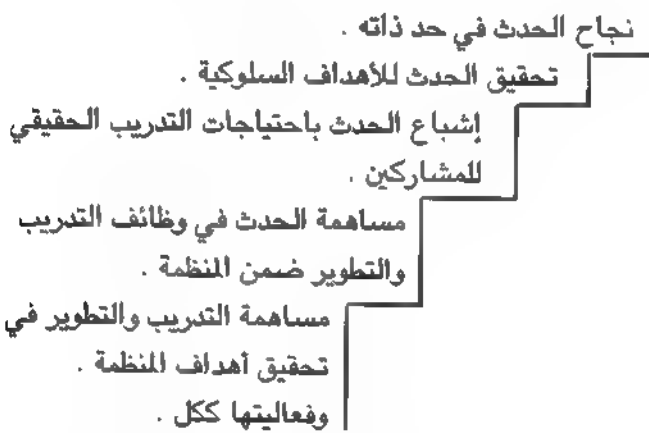 نجاح الحدث في حد ذاته .
تحقيق الحدث للأهداف السلوكية .
إشباع الحدث باحتياجات التدريب الحقيقي
للمشاركين .
مساهمة الحدث في وظائف التدريب
والتطوير ضمن المنظمة .
مساهمة التدريب والتطوير في
تحقيق أهداف المنظمة .
وفعاليتها ككل .